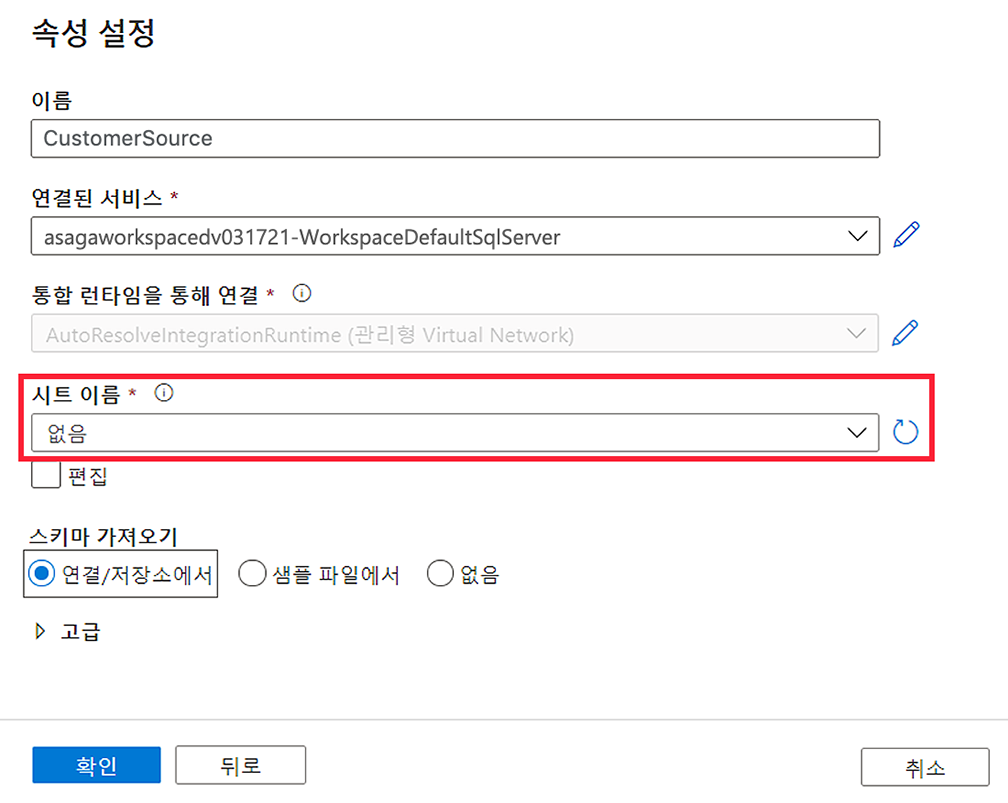 속성 설정
이름
CustomerSource
연결된 서비스 *
asagaworkspacedv031721-WorkspaceDefaultSqlServer
통합 런타임을 통해 연결 *
AutoResolveIntegrationRuntime (관리형 Virtual Network)
시트 이름 *
없음
편집
스키마 가져오기
연결/저장소에서 샘플 파일에서 없음
고급
확인 뒤로 취소